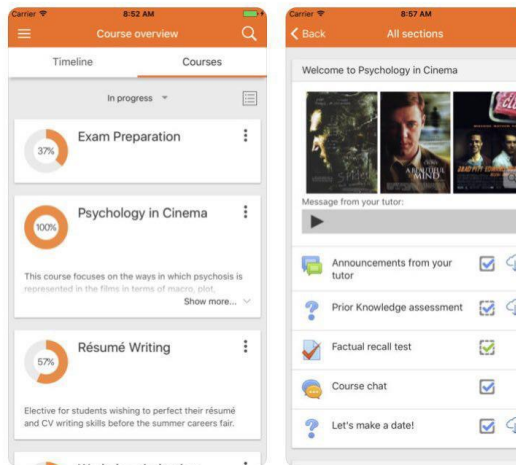 Carrier
8:52 AM
Course overview
Timeline
Courses
In progress
37%
Exam Preparation
100%
Psychology in Cinema
This course focuses on the ways in which psychosis is
represented in the films in terms of macro, plot,
Show more...
57%
Résumé Writing
Elective for students wishing to perfect their résumé
and CV writing skills before the summer careers fair.
Carrier
8:57 AM
Back
All sections
Welcome to Psychology in Cinema
Spider
A BEAUTIFUL
MIND
Message from your tutor:
Announcements from your
tutor
Prior Knowledge assessment
Factual recall test
Course chat
Let's make a date!